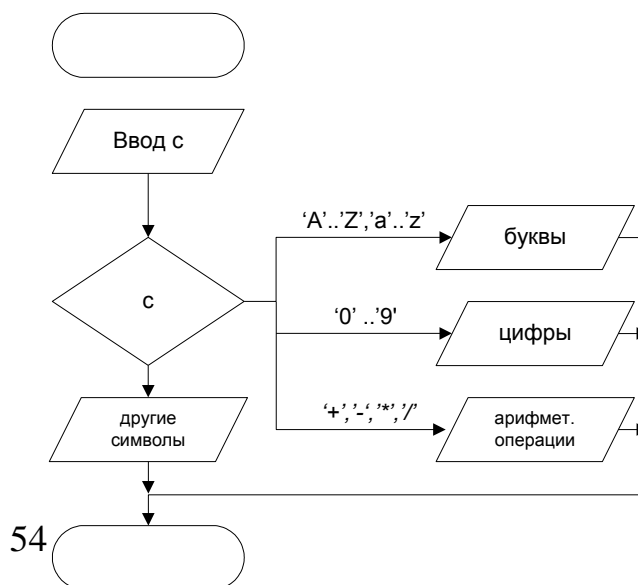 Ввод с
‘A’..’Z’,’a’..’z’
буквы
с
‘0’ ..’9'
цифры
‘+’,’-‘,’*’,’/’
арифмет.
операции
другие
символы
54